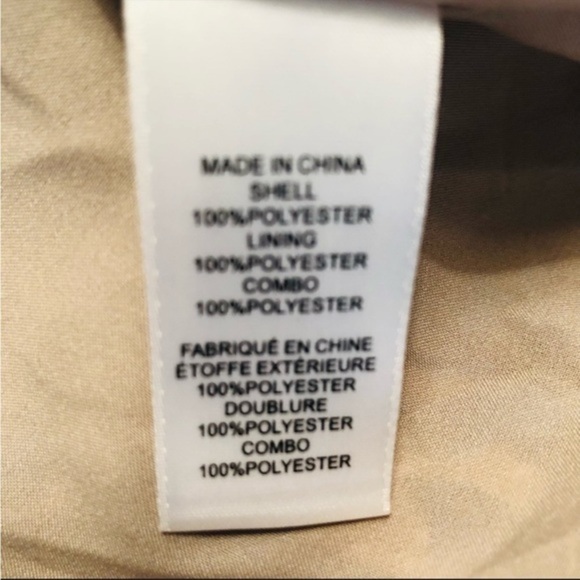 MADE IN CHINA
SHELL
100%POLYESTER
LINING
100%POLYESTER
COMBO
100%POLYESTER
FABRIQUÉ EN CHINE
ÉTOFFE EXTÉRIEURE
100%POLYESTER
DOUBLURE
100%POLYESTER
COMBO
100%POLYESTER